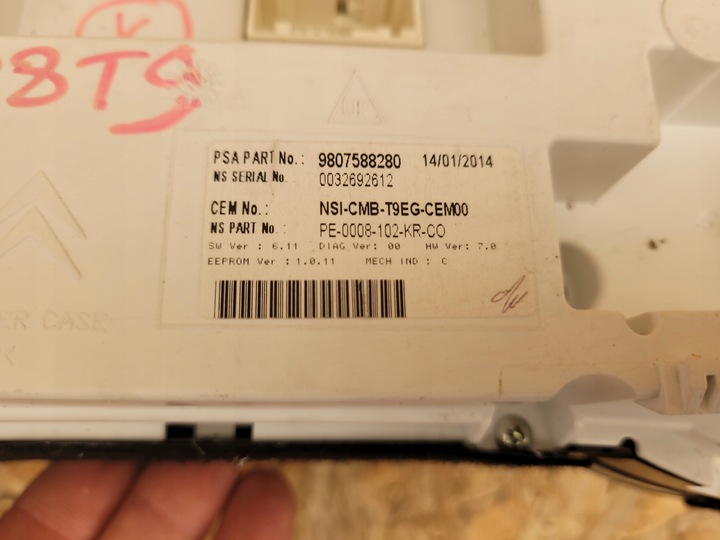 K
8T9
PSA PART No.: 9807588280 14/01/2014
NS SERIAL No. 0032692612
CEM No.: NSI-CMB-T9EG-CEM00
NS PART No.: PE-0008-102-KR-CO
SW Ver : 6.11 DIAG Ver: 00 HW Ver: 7.0
EEPROM Ver : 1.0.11 MECH IND : C
ER CASE